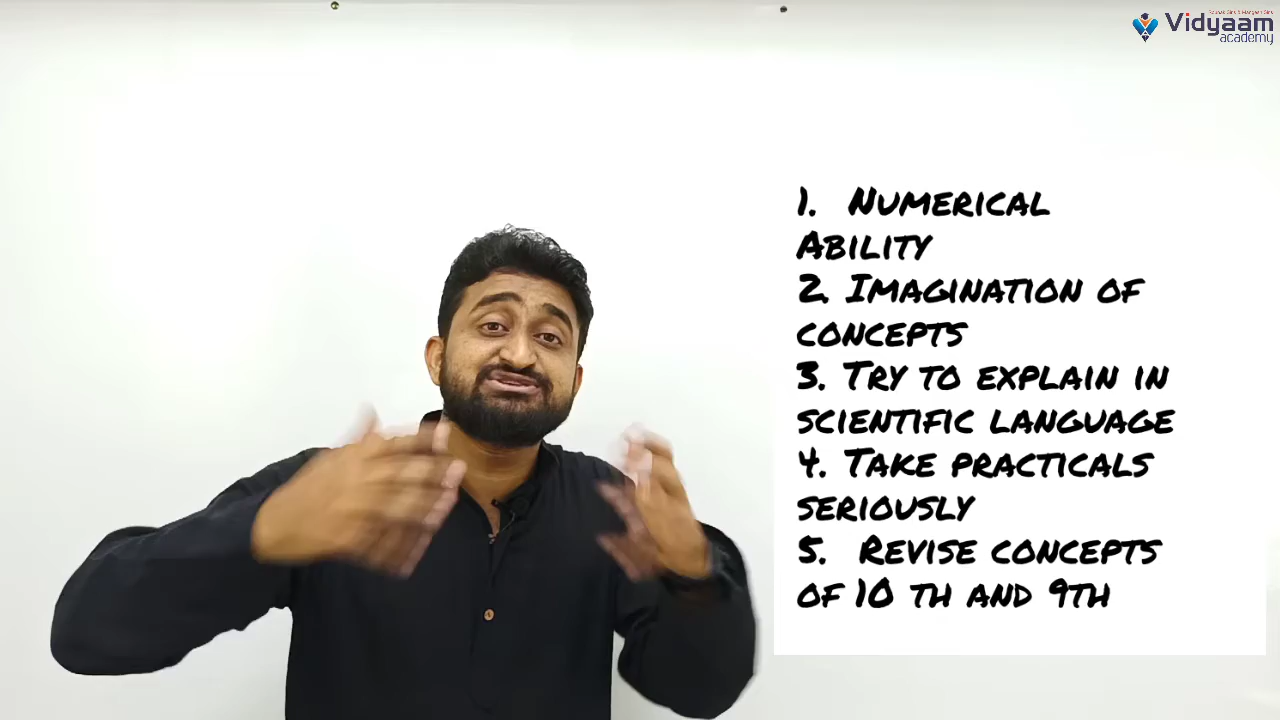 Vidyaam
academy
1. Numerical
Ability
2. Imagination of
concepts
3. Try to explain in
scientific language
4. Take practicals
seriously
5. Revise concepts
of 10 th and 9th